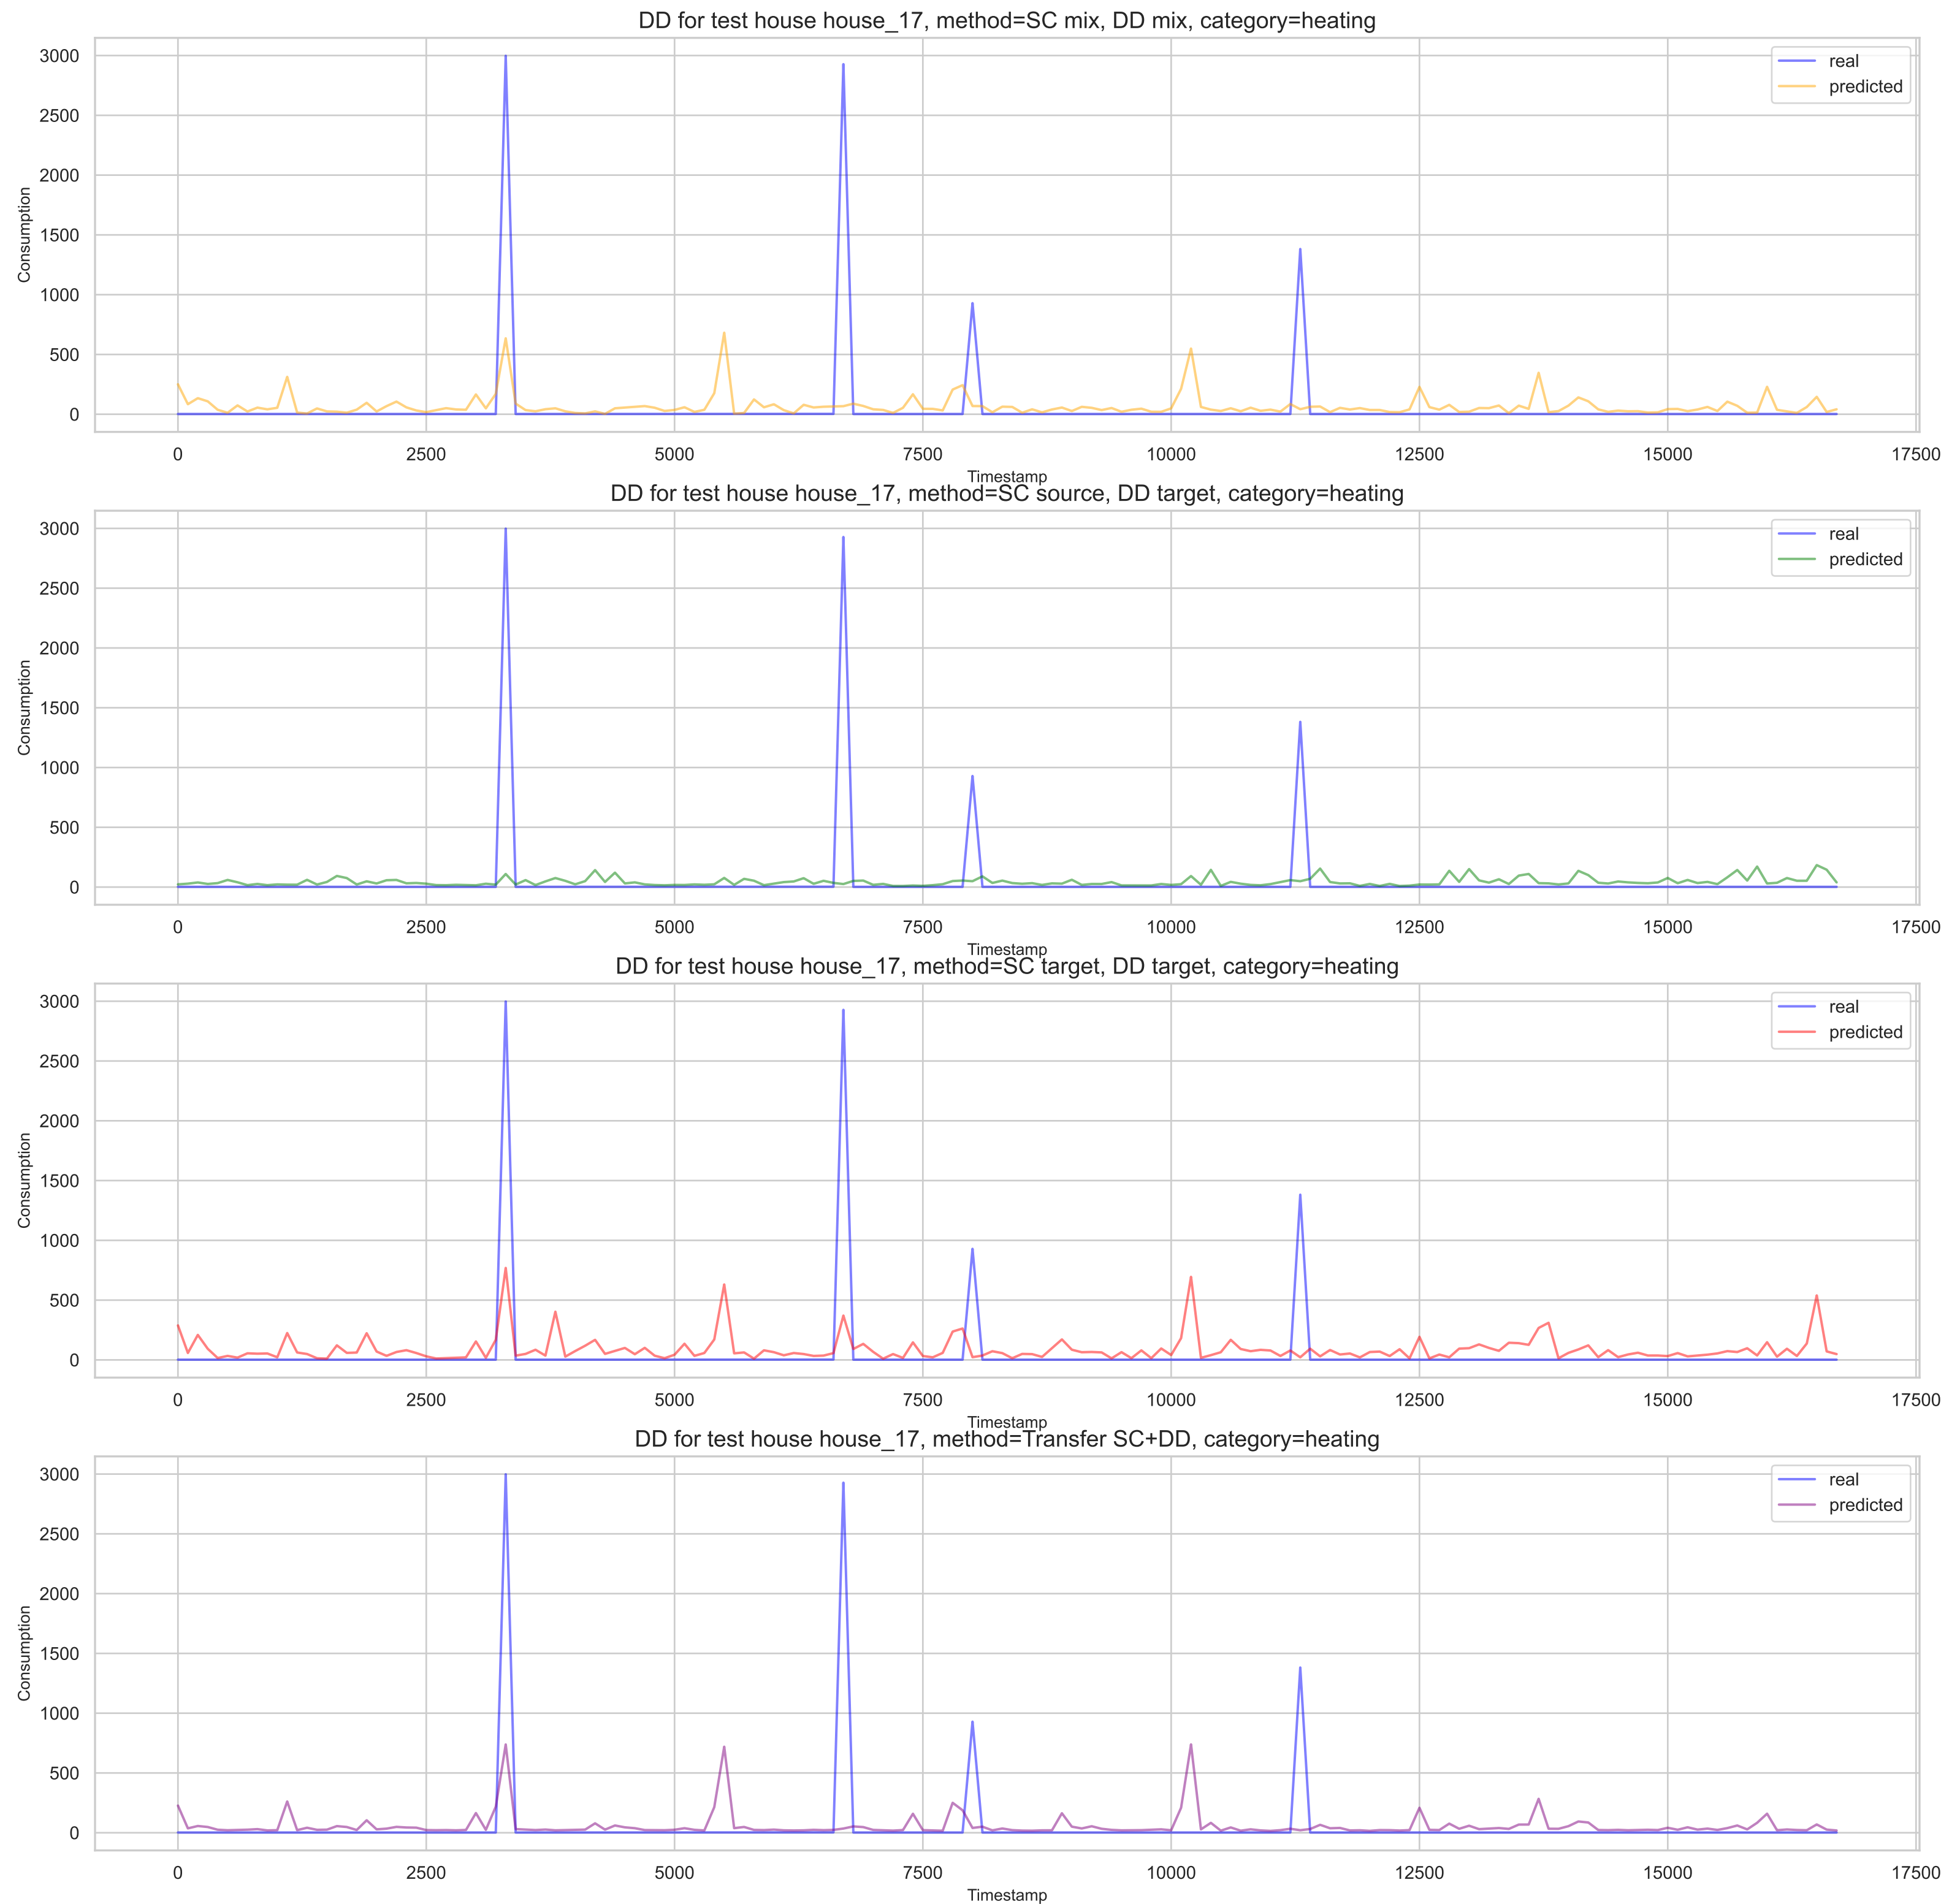 DD for test house house_17, method=SC mix, DD mix, category=heating
3000
2500
2000
1500
1000
500
0
Consumption
real
predicted
0 2500 5000 7500 10000 12500 15000 17500
Timestamp
DD for test house house_17, method=SC source, DD target, category=heating
3000
2500
2000
1500
1000
500
0
Consumption
real
predicted
0 2500 5000 7500 10000 12500 15000 17500
Timestamp
DD for test house house_17, method=SC target, DD target, category=heating
3000
2500
2000
1500
1000
500
0
Consumption
real
predicted
0 2500 5000 7500 10000 12500 15000 17500
Timestamp
DD for test house house_17, method=Transfer SC+DD, category=heating
3000
2500
2000
1500
1000
500
0
Consumption
real
predicted
0 2500 5000 7500 10000 12500 15000 17500
Timestamp